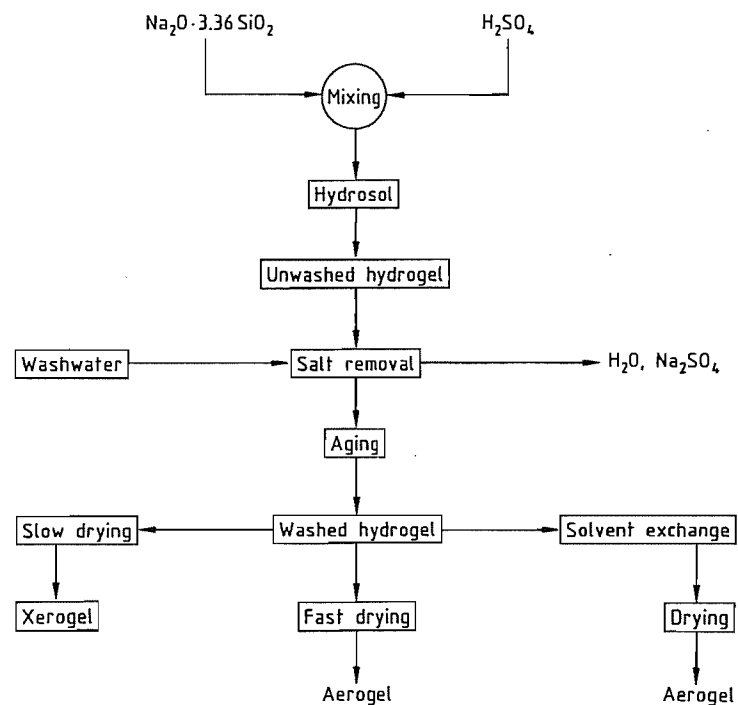 Na₂O·3.36 SiO₂
H₂SO₄
Mixing
Hydrosol
Unwashed hydrogel
Washwater
Salt removal
H₂O, Na₂SO₄
Aging
Slow drying
Washed hydrogel
Solvent exchange
Xerogel
Fast drying
Drying
Aerogel
Aerogel